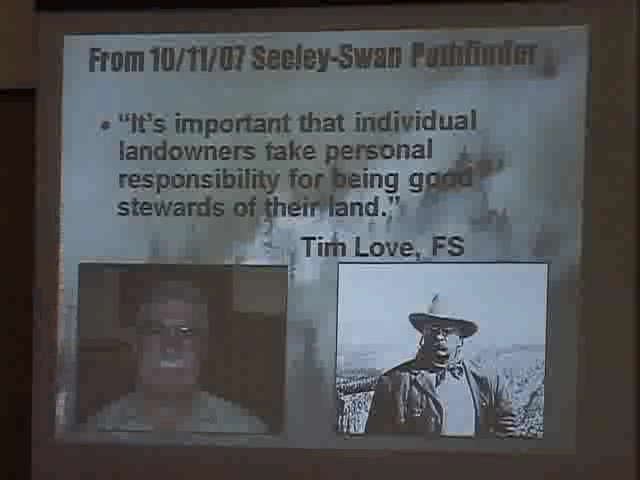 From 10/11/07 Seeley-Swan Pathfinder
• “It's important that individual
landowners take personal
responsibility for being good
stewards of their land.”
Tim Love, FS